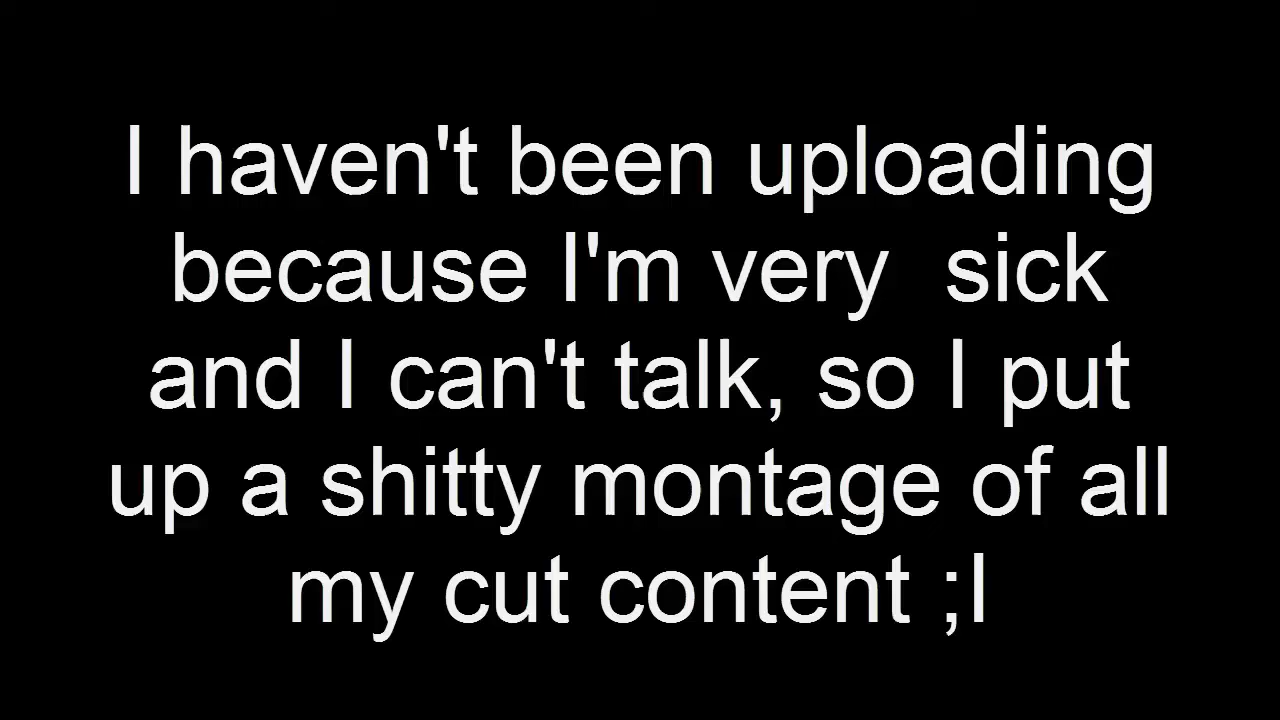 I haven't been uploading
because I'm very  sick
and I can't talk, so I put
up a shitty montage of all
my cut content ;I